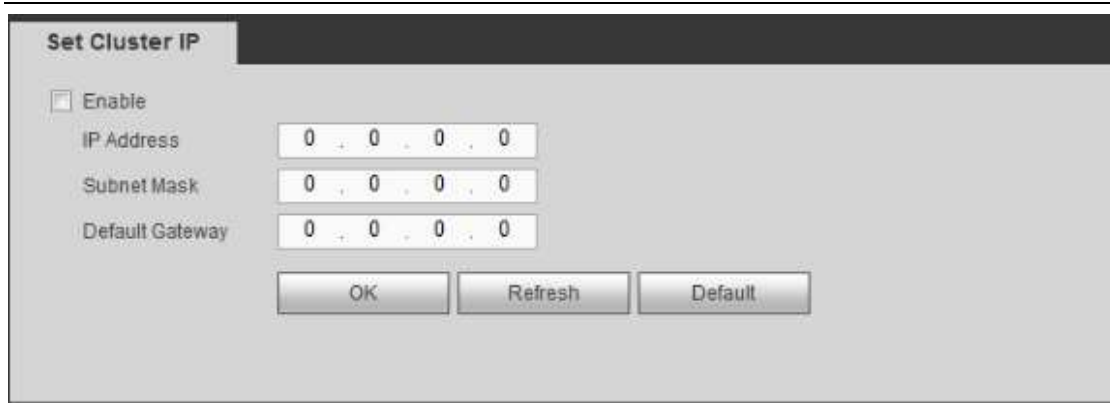 Set Cluster IP
Enable
IP Address 0 . 0 . 0 . 0
Subnet Mask 0 . 0 . 0 . 0
Default Gateway 0 . 0 . 0 . 0
OK Refresh Default